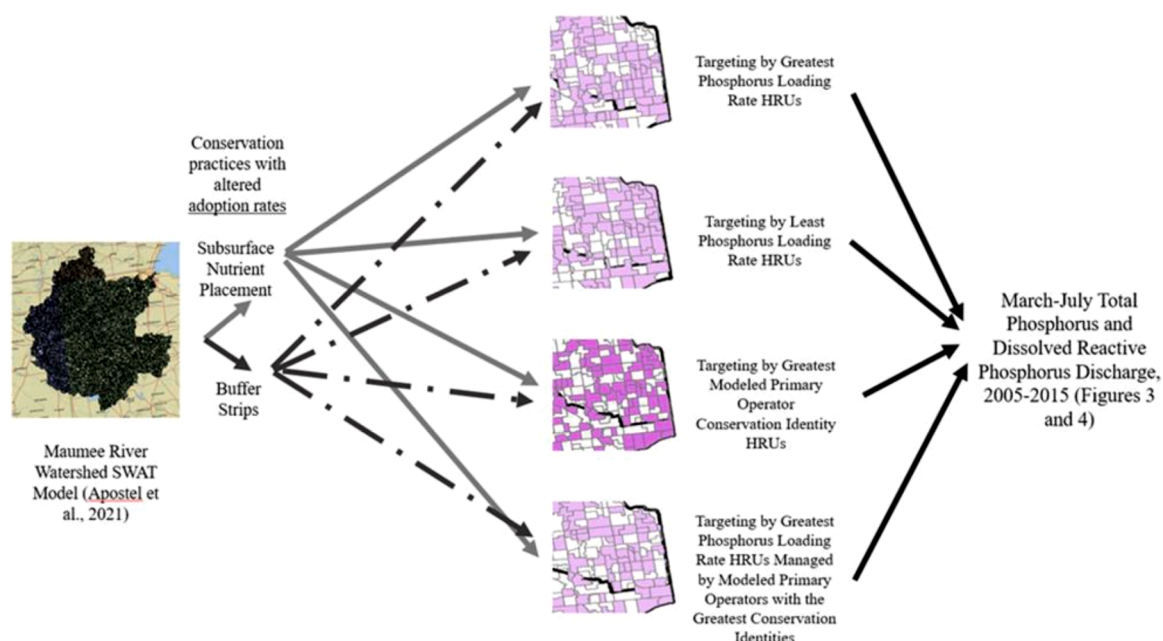 Maumee River
Watershed SWAT
Model (Apostel et
al., 2021)
Conservation
practices with
altered
adoption rates
Subsurface
Nutrient
Placement
Buffer
Strips
Targeting by Greatest
Phosphorus Loading
Rate HRUs
Targeting by Least
Phosphorus Loading
Rate HRUs
Targeting by Greatest
Modeled Primary
Operator
Conservation Identity
HRUs
Targeting by Greatest
Phosphorus Loading
Rate HRUs Managed
by Modeled Primary
Operators with the
Greatest Conservation
Identities
March-July Total
Phosphorus and
Dissolved Reactive
Phosphorus Discharge,
2005-2015 (Figures 3
and 4)